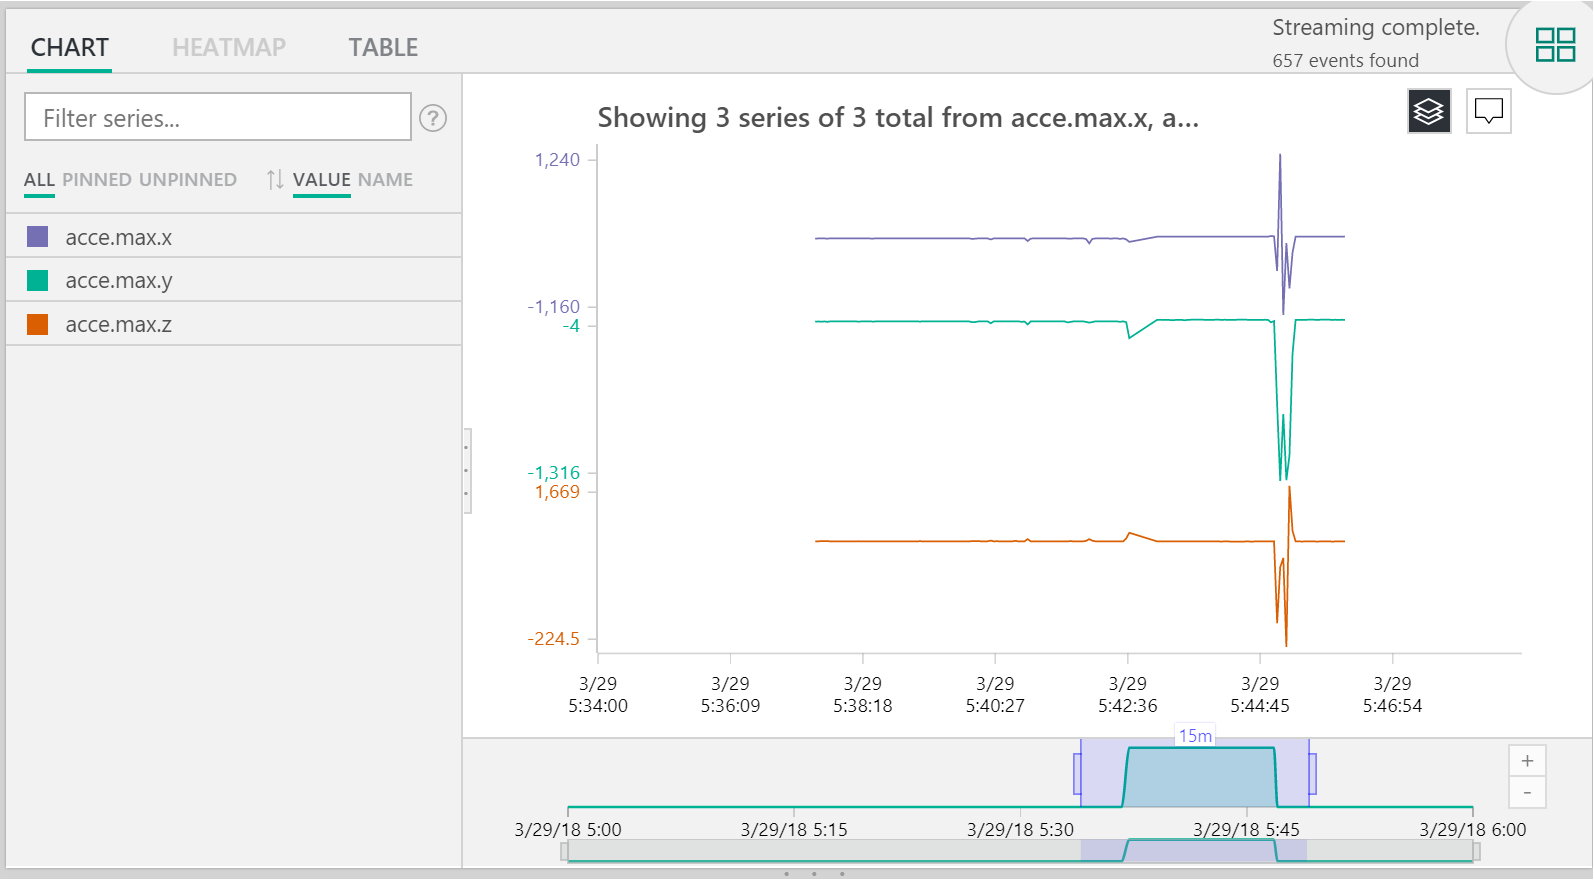 CHART HEATMAP TABLE
Streaming complete.
657 events found
Filter series...
?
ALL PINNED UNPINNED VALUE NAME
acce.max.x
acce.max.y
acce.max.z
Showing 3 series of 3 total from acce.max.x, a...
1,240
-1,160
-4
-1,316
1,669
-224.5
3/29 3/29 3/29 3/29 3/29 3/29 3/29
5:34:00 5:36:09 5:38:18 5:40:27 5:42:36 5:44:45 5:46:54
15m
+
-
3/29/18 5:00 3/29/18 5:15 3/29/18 5:30 3/29/18 5:45 3/29/18 6:00